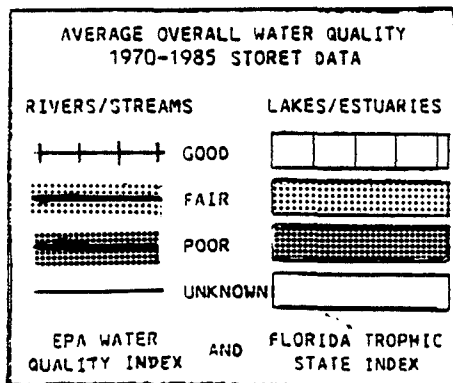 AVERAGE OVERALL WATER QUALITY
1970-1985 STORET DATA
RIVERS/STREAMS LAKES/ESTUARIES
GOOD
FAIR
POOR
UNKNOWN
EPA WATER QUALITY INDEX AND FLORIDA TROPHIC STATE INDEX